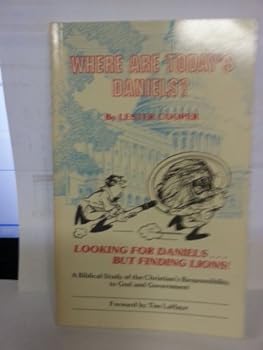 WHERE ARE TODAY'S
DANIELS?
By LESTER COOPER
LOOKING FOR DANIELS . . .
BUT FINDING LIONS!
A Biblical Study of the Christian's Responsibility
to God and Government
Foreword by Tim LaHaye